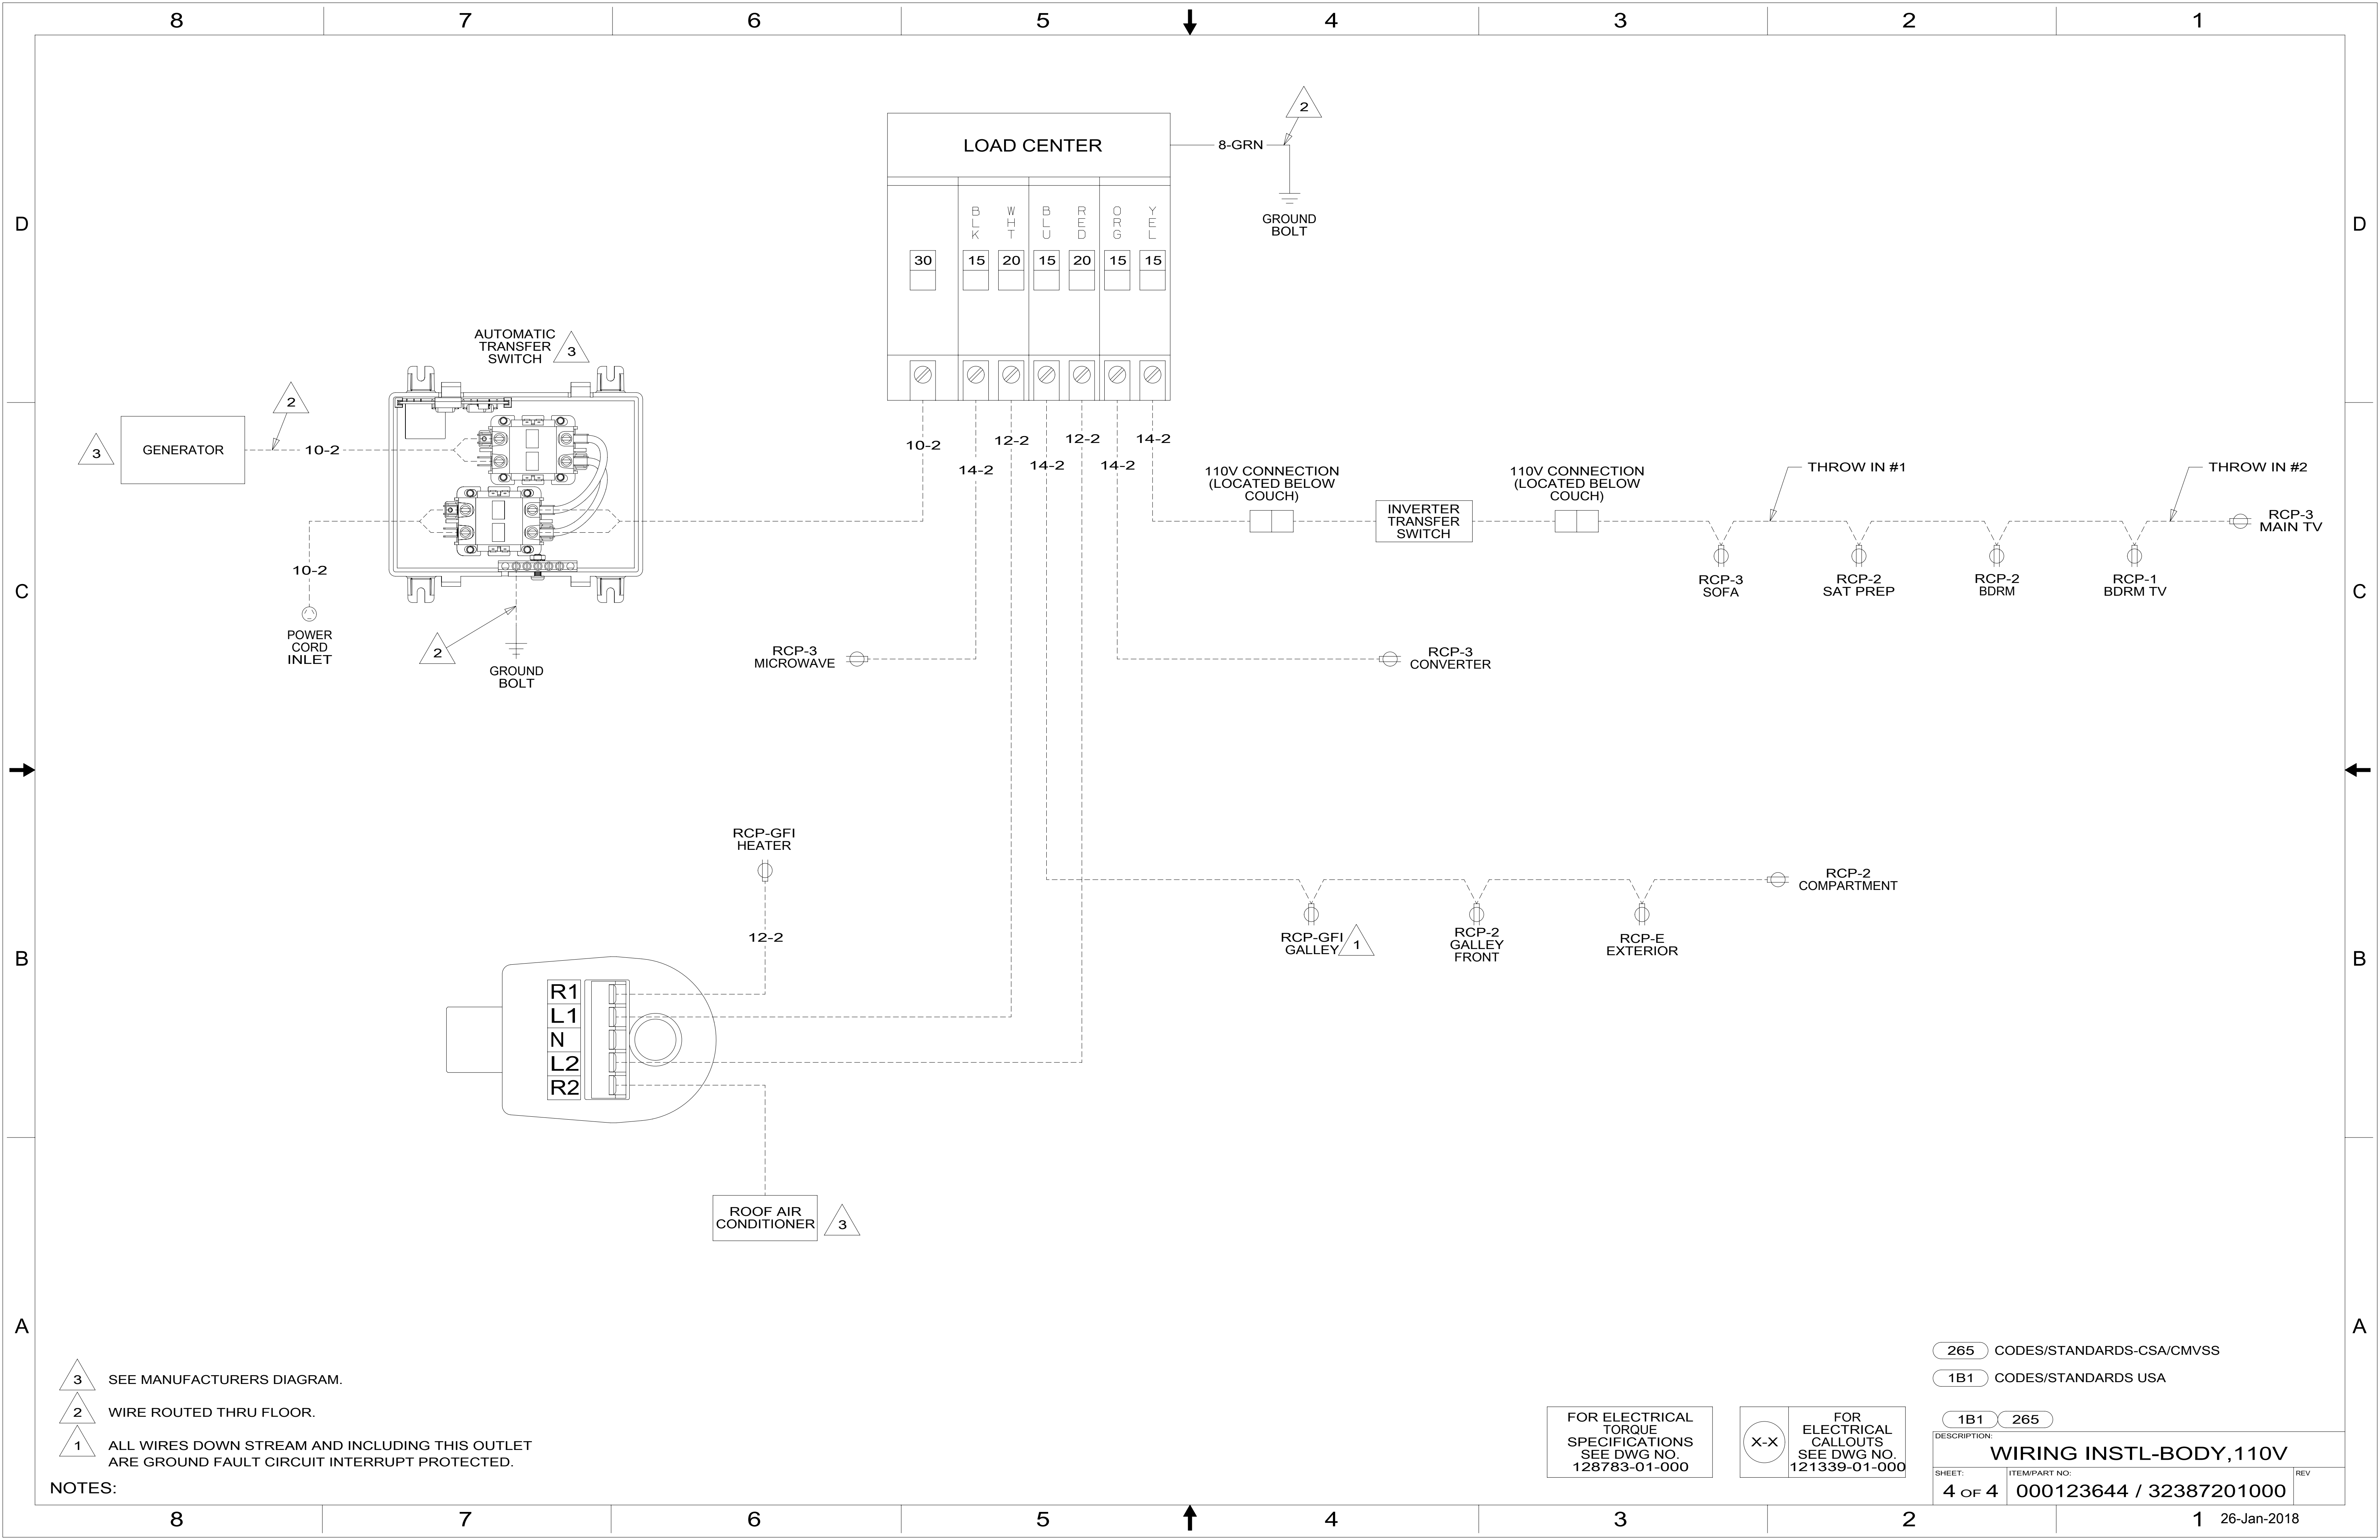 8 7 6 5 4 3 2 1
D
D
C
C
B
B
A
A
LOAD CENTER
8-GRN
2
GROUND
BOLT
BLK WHT BLU RED ORG YEL
30 15 20 15 20 15 15
AUTOMATIC
TRANSFER
SWITCH
3
2
3
GENERATOR
10-2
10-2
POWER
CORD
INLET
2
GROUND
BOLT
10-2
14-2
12-2
14-2
12-2
14-2
14-2
110V CONNECTION
(LOCATED BELOW
COUCH)
INVERTER
TRANSFER
SWITCH
110V CONNECTION
(LOCATED BELOW
COUCH)
THROW IN #1
THROW IN #2
RCP-3
SOFA
RCP-2
SAT PREP
RCP-2
BDRM
RCP-1
BDRM TV
RCP-3
MAIN TV
RCP-3
MICROWAVE
RCP-3
CONVERTER
RCP-GFI
HEATER
12-2
RCP-GFI
GALLEY
1
RCP-2
GALLEY
FRONT
RCP-E
EXTERIOR
RCP-2
COMPARTMENT
R1
L1
N
L2
R2
ROOF AIR
CONDITIONER
3
3 SEE MANUFACTURERS DIAGRAM.
2 WIRE ROUTED THRU FLOOR.
1 ALL WIRES DOWN STREAM AND INCLUDING THIS OUTLET
ARE GROUND FAULT CIRCUIT INTERRUPT PROTECTED.
NOTES:
FOR ELECTRICAL
TORQUE
SPECIFICATIONS
SEE DWG NO.
128783-01-000
X-X
FOR
ELECTRICAL
CALLOUTS
SEE DWG NO.
121339-01-000
265 CODES/STANDARDS-CSA/CMVSS
1B1 CODES/STANDARDS USA
1B1 265
DESCRIPTION:
WIRING INSTL-BODY,110V
SHEET: ITEM/PART NO: REV
4 OF 4 000123644 / 32387201000
8 7 6 5 4 3 2 1
26-Jan-2018